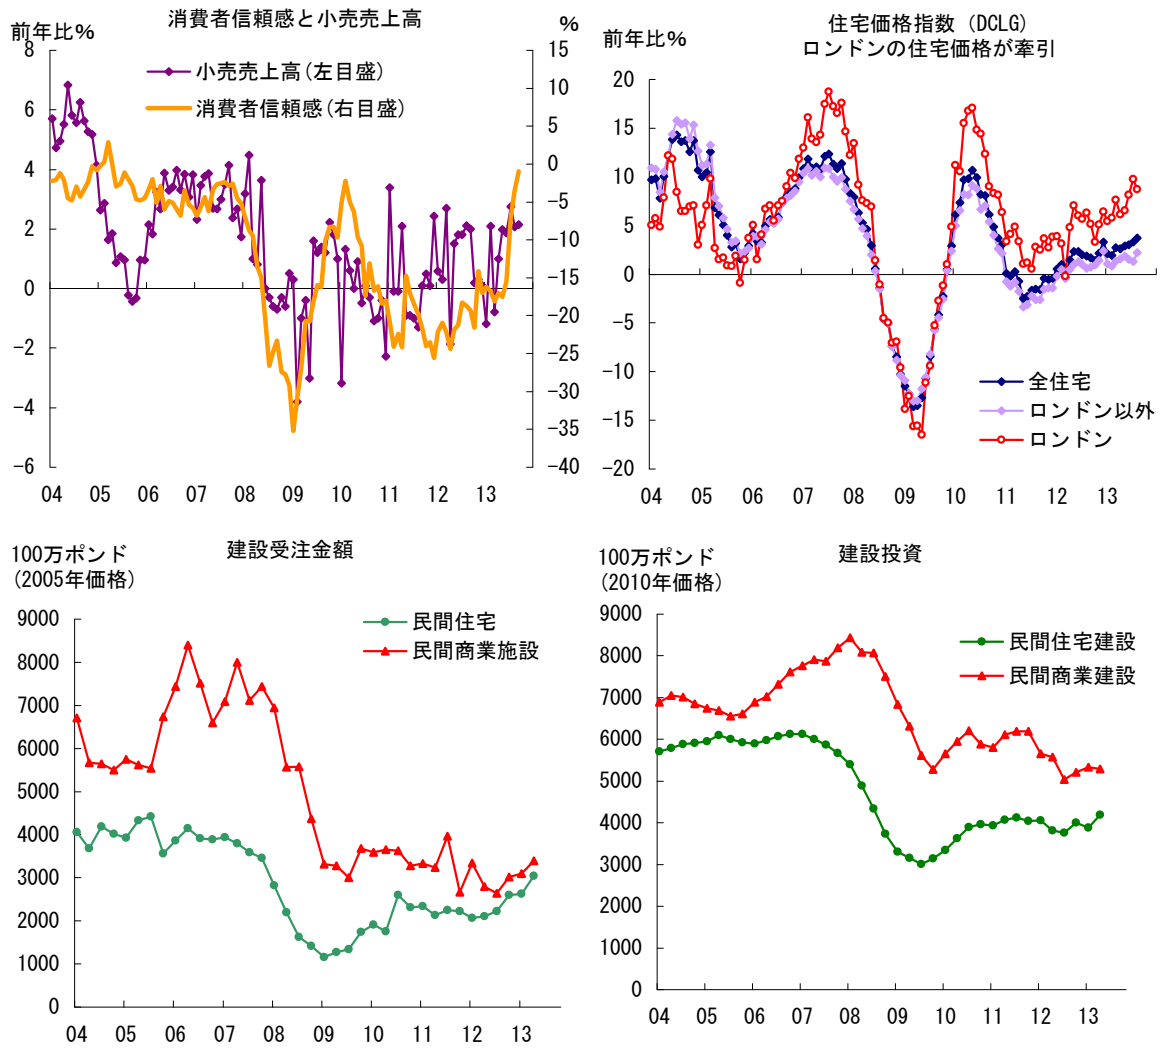 消費者信頼感と小売売上高
前年比%
%
小売売上高(左目盛)
消費者信頼感(右目盛)
8
6
4
2
0
-2
-4
-6
15
10
5
0
-5
-10
-15
-20
-25
-30
-35
-40
04 05 06 07 08 09 10 11 12 13
住宅価格指数 (DCLG)
ロンドンの住宅価格が牽引
前年比%
20
15
10
5
0
-5
-10
-15
-20
全住宅
ロンドン以外
ロンドン
04 05 06 07 08 09 10 11 12 13
建設受注金額
100万ポンド
(2005年価格)
民間住宅
民間商業施設
9000
8000
7000
6000
5000
4000
3000
2000
1000
0
04 05 06 07 08 09 10 11 12 13
建設投資
100万ポンド
(2010年価格)
民間住宅建設
民間商業建設
9000
8000
7000
6000
5000
4000
3000
2000
1000
0
04 05 06 07 08 09 10 11 12 13